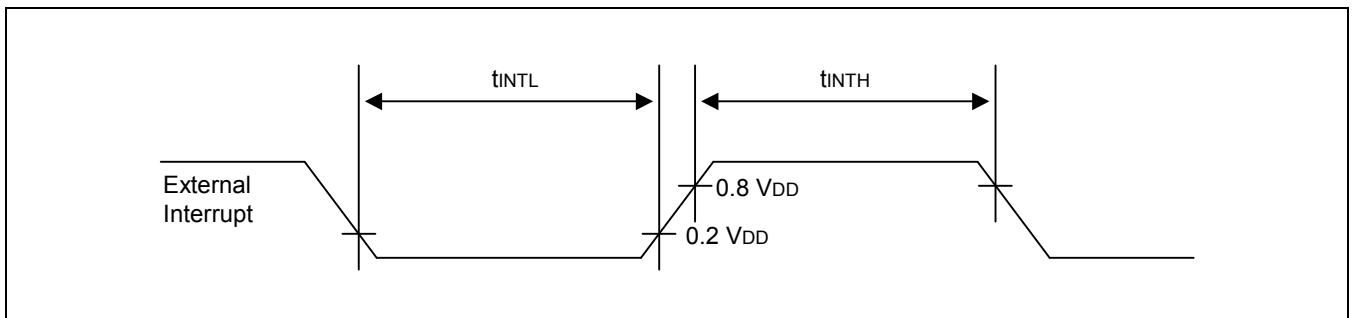 tINTL
tINTH
External
Interrupt
0.8 VDD
0.2 VDD